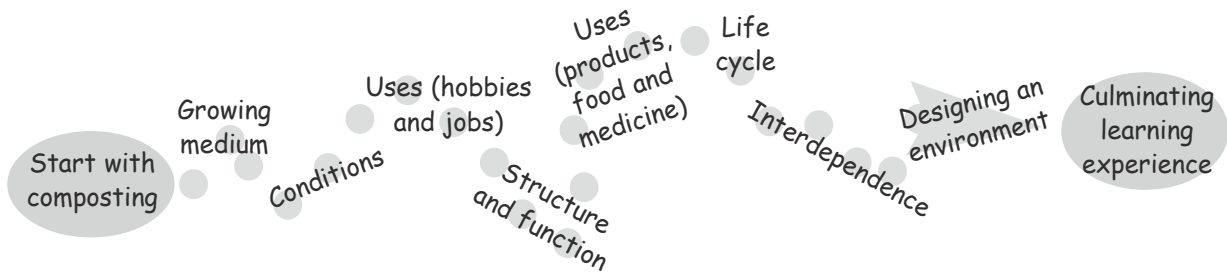 Start with
composting
Growing
medium
Conditions
Uses (hobbies
and jobs)
Structure
and function
Uses
(products,
food and
medicine)
Life
cycle
Interdependence
Designing an
environment
Culminating
learning
experience